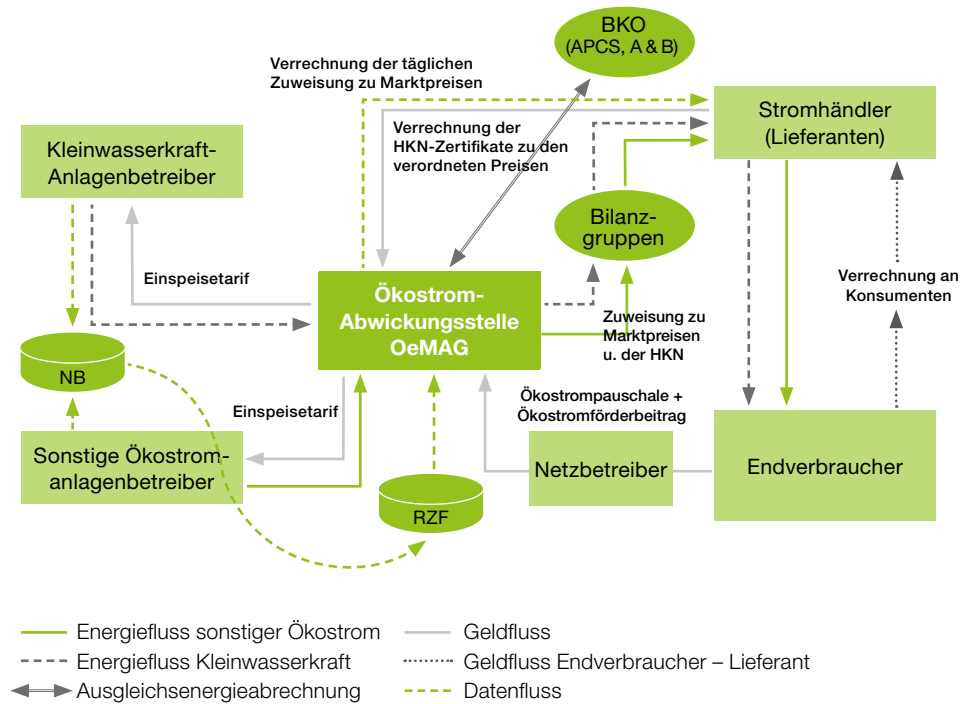 BKO
(APCS, A & B)
Verrechnung der täglichen
Zuweisung zu Marktpreisen
Stromhändler
(Lieferanten)
Verrechnung der
HKN-Zertifikate zu den
verordneten Preisen
Kleinwasserkraft-
Anlagenbetreiber
Bilanz-
gruppen
Einspeisetarif
Verrechnung an
Konsumenten
Ökostrom-
Abwickungsstelle
OeMAG
Zuweisung zu
Marktpreisen
u. der HKN
NB
Einspeisetarif
Ökostrompauschale +
Ökostromförderbeitrag
Sonstige Ökostrom-
anlagenbetreiber
Netzbetreiber
Endverbraucher
RZF
Energiefluss sonstiger Ökostrom
Geldfluss
Energiefluss Kleinwasserkraft
Geldfluss Endverbraucher – Lieferant
Ausgleichsenergieabrechnung
Datenfluss